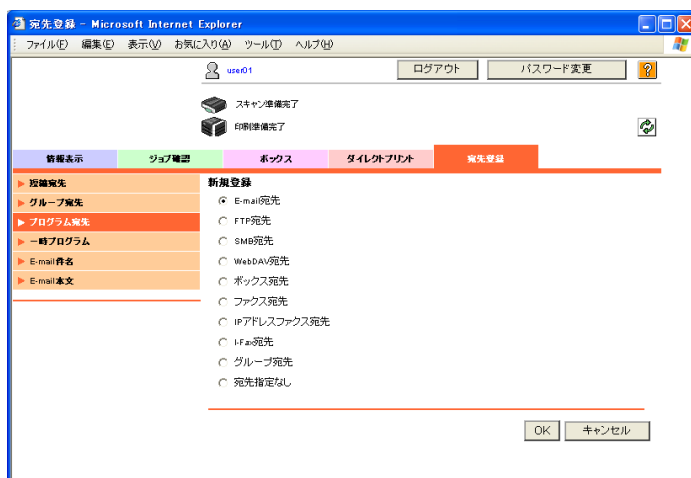 宛先登録 - Microsoft Internet Explorer
ファイル(F) 編集(E) 表示(V) お気に入り(A) ツール(T) ヘルプ(H)
user01 ログアウト パスワード変更 ?
スキャン準備完了
印刷準備完了
情報表示 ジョブ確認 ボックス ダイレクトプリント 宛先登録
短縮宛先
グループ宛先
プログラム宛先
一時プログラム
E-mail件名
E-mail本文
新規登録
E-mail宛先
FTP宛先
SMB宛先
WebDAV宛先
ボックス宛先
ファクス宛先
IPアドレスファクス宛先
I-Fax宛先
グループ宛先
宛先指定なし
OK キャンセル